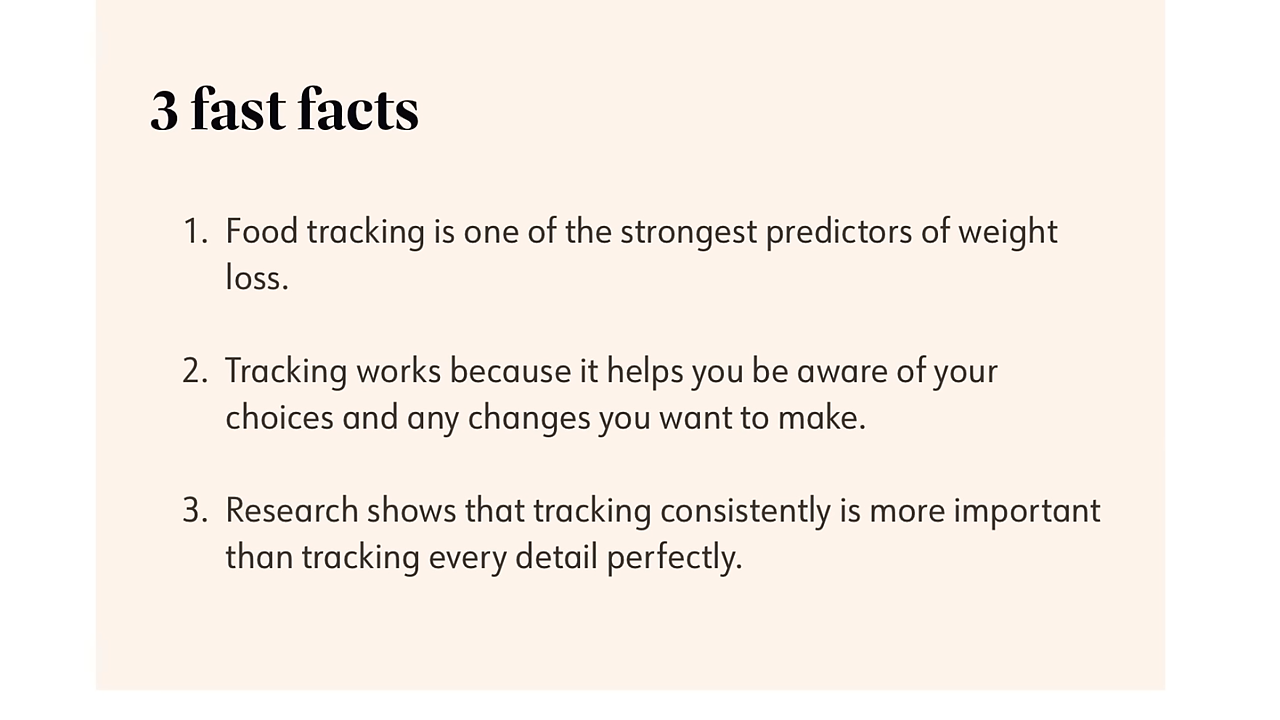 3 fast facts
1. Food tracking is one of the strongest predictors of weight
loss.
2. Tracking works because it helps you be aware of your
choices and any changes you want to make.
3. Research shows that tracking consistently is more important
than tracking every detail perfectly.